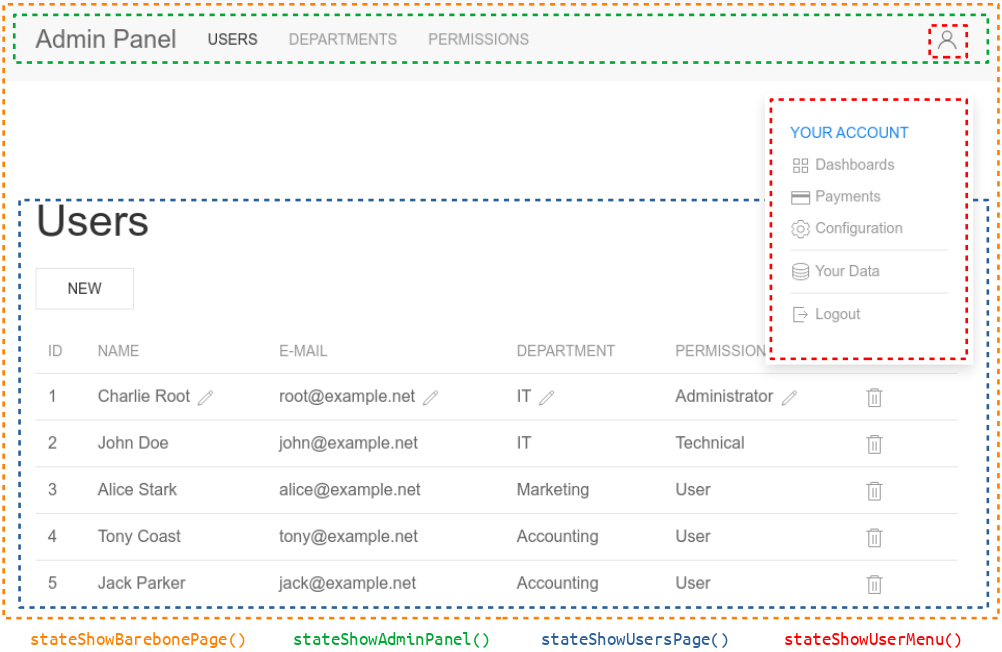 Admin Panel USERS DEPARTMENTS PERMISSIONS
YOUR ACCOUNT
Dashboards
Payments
Configuration
Your Data
Logout
Users
NEW
ID NAME E-MAIL DEPARTMENT PERMISSION
1 Charlie Root root@example.net IT Administrator
2 John Doe john@example.net IT Technical
3 Alice Stark alice@example.net Marketing User
4 Tony Coast tony@example.net Accounting User
5 Jack Parker jack@example.net Accounting User
stateShowBarebonePage() stateShowAdminPanel() stateShowUsersPage() stateShowUserMenu()